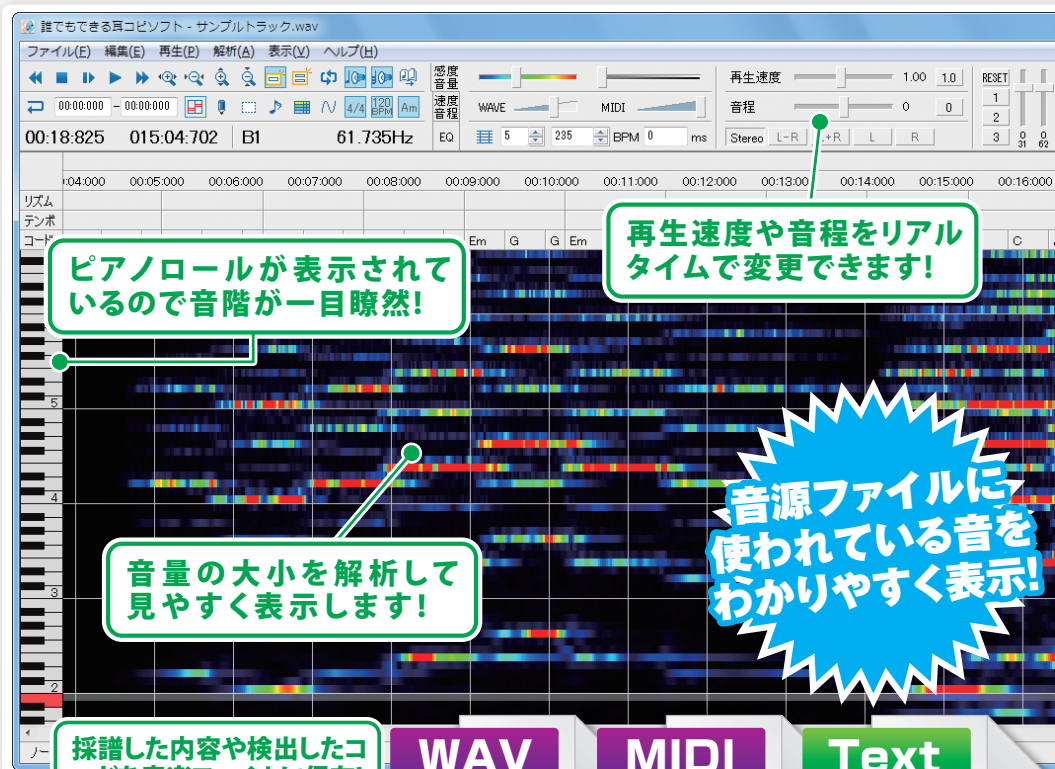 誰でもできる耳コピソフト - サンプルトラック.wav
ファイル(F) 編集(E) 再生(P) 解析(A) 表示(V) ヘルプ(H)
感度
音量
再生速度 1.00 1.0 RESET
00:00:000 - 00:00:000 4/4 120 BPM Am
速度
音程
WAVE MIDI 音程 0 0
1
2
3
00:18:825 015:04:702 B1 61.735Hz EQ 5 235 BPM 0 ms Stereo L-R L+R L R
0 0
31 62
:04:000 00:05:000 00:06:000 00:07:000 00:08:000 00:09:000 00:10:000 00:11:000 00:12:000 00:13:000 00:14:000 00:15:000 00:16:000
リズム
テンポ
コード Em G G Em C
再生速度や音程をリアル
タイムで変更できます!
ピアノロールが表示されて
いるので音階が一目瞭然!
5
4
3
2
音源ファイルに
使われている音を
わかりやすく表示!
音量の大小を解析して
見やすく表示します!
採譜した内容や検出したコ
WAV MIDI Text